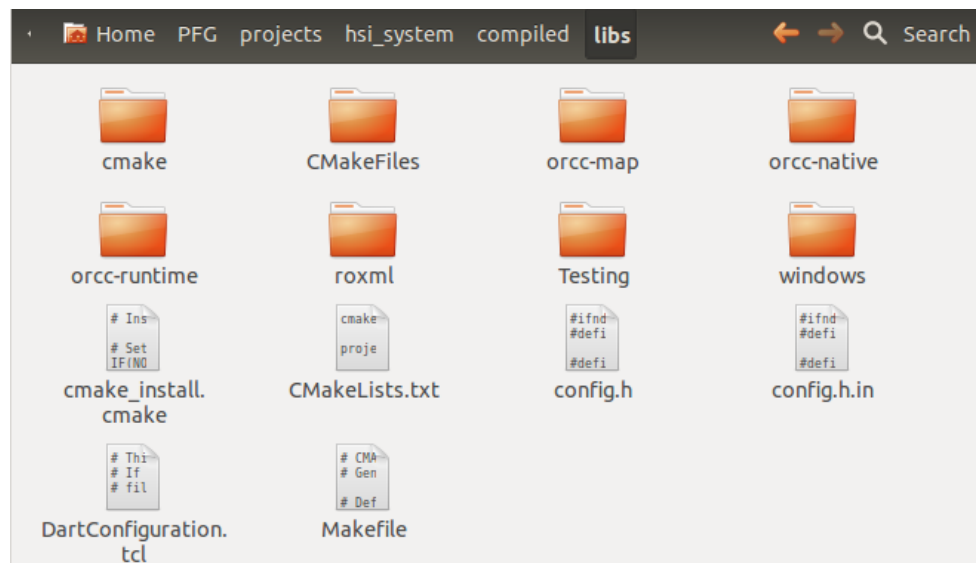 Home PFG projects hsi_system compiled libs Search
cmake CMakeFiles orcc-map orcc-native
orcc-runtime roxml Testing windows
# Ins
# Set
IF(NO
cmake
proje
#ifnd
#defi
#defi
#ifnd
#defi
#defi
cmake_install.
cmake
CMakeLists.txt
config.h
config.h.in
# Thi
# If
# fil
# CMA
# Gen
# Def
DartConfiguration.
tcl
Makefile